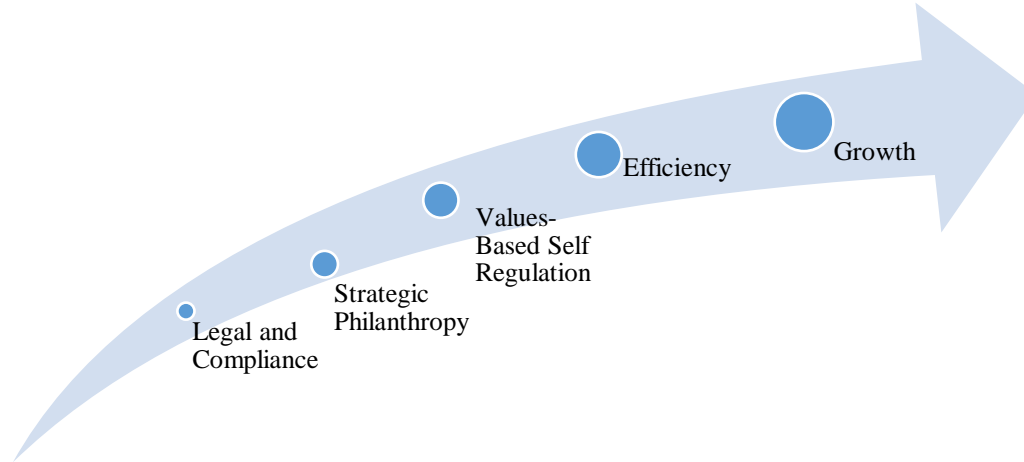 Legal and
Compliance
Strategic
Philanthropy
Values-
Based Self
Regulation
Efficiency
Growth